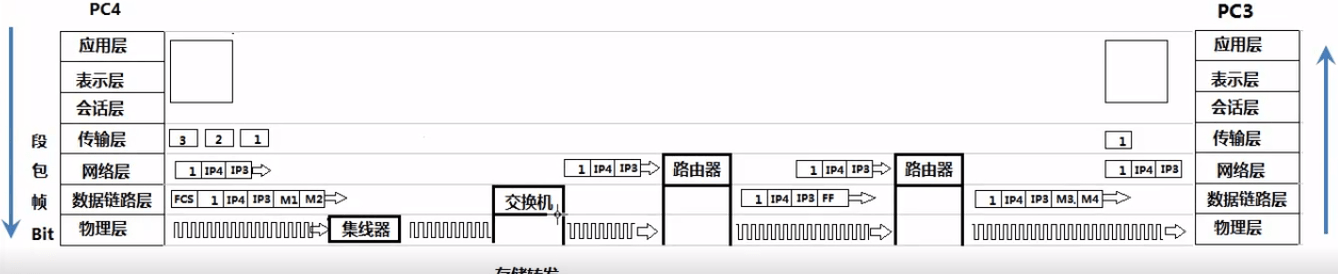 PC4 PC3
应用层 应用层
表示层 表示层
会话层 会话层
段 传输层 3 2 1 1 传输层
包 网络层 1 IP4 IP3 1 IP4 IP3 路由器 1 IP4 IP3 路由器 1 IP4 IP3 网络层
帧 数据链路层 FCS 1 IP4 IP3 M1 M2 交换机 1 IP4 IP3 FF 1 IP4 IP3 M3, M4 数据链路层
Bit 物理层 集线器 物理层
存储转发